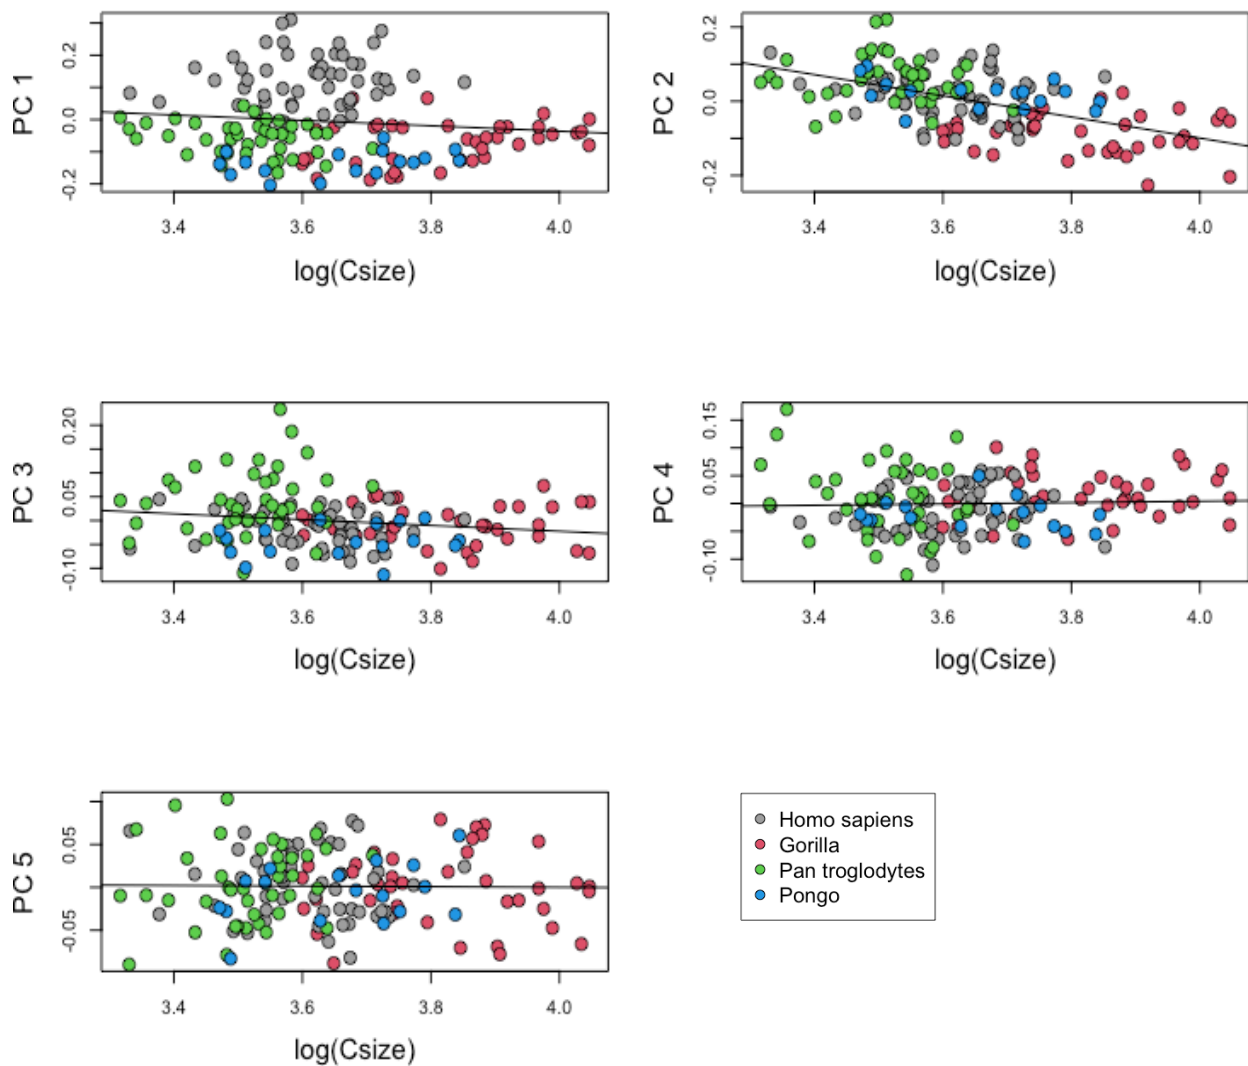 PC 1
0.2
0.0
-0.2
3.4 3.6 3.8 4.0
log(Csize)
PC 2
0.2
0.0
-0.2
3.4 3.6 3.8 4.0
log(Csize)
PC 3
0.20
0.05
-0.10
3.4 3.6 3.8 4.0
log(Csize)
PC 4
0.15
0.05
-0.10
3.4 3.6 3.8 4.0
log(Csize)
PC 5
0.05
-0.05
3.4 3.6 3.8 4.0
log(Csize)
Homo sapiens
Gorilla
Pan troglodytes
Pongo